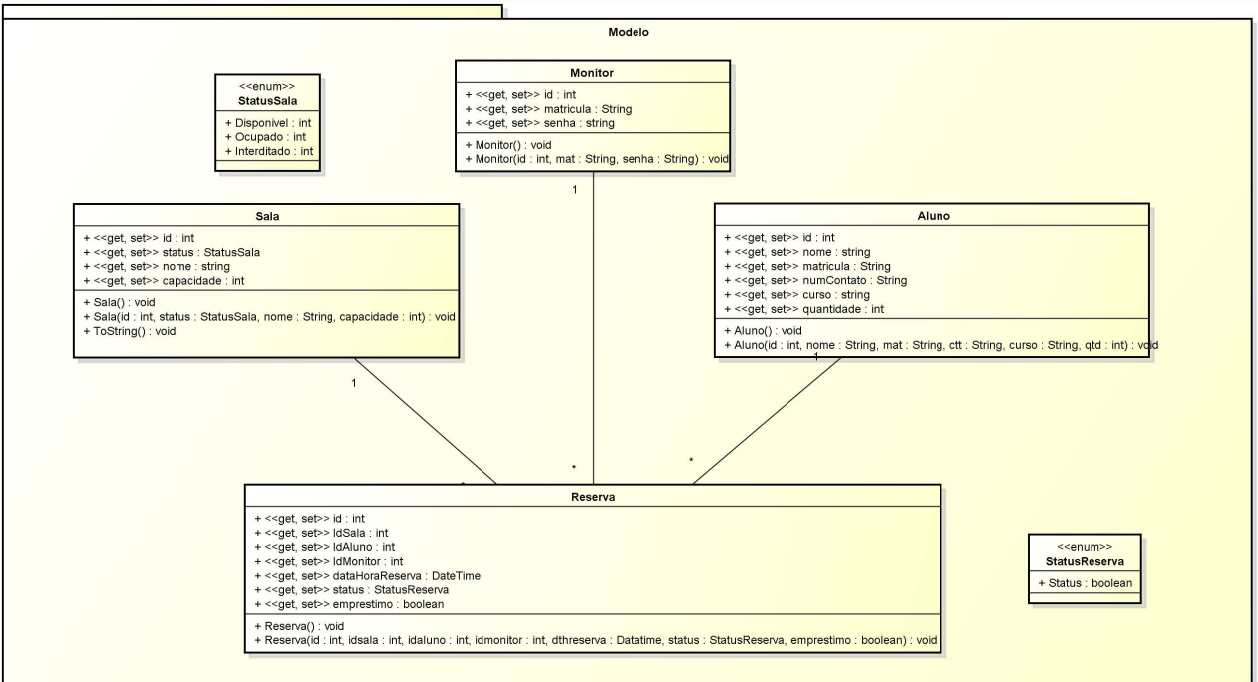 Modelo
<<enum>>
StatusSala
+ Disponivel : int
+ Ocupado : int
+ Interditado : int
Monitor
+ <<get, set>> id : int
+ <<get, set>> matricula : String
+ <<get, set>> senha : string
+ Monitor() : void
+ Monitor(id : int, mat : String, senha : String) : void
1
Sala
+ <<get, set>> id : int
+ <<get, set>> status : StatusSala
+ <<get, set>> nome : string
+ <<get, set>> capacidade : int
+ Sala() : void
+ Sala(id : int, status : StatusSala, nome : String, capacidade : int) : void
+ ToString() : void
1
Aluno
+ <<get, set>> id : int
+ <<get, set>> nome : string
+ <<get, set>> matricula : String
+ <<get, set>> numContato : String
+ <<get, set>> curso : string
+ <<get, set>> quantidade : int
+ Aluno() : void
+ Aluno(id : int, nome : String, mat : String, ctt : String, curso : String, qtd : int) : void
1
*
*
*
Reserva
+ <<get, set>> id : int
+ <<get, set>> IdSala : int
+ <<get, set>> IdAluno : int
+ <<get, set>> IdMonitor : int
+ <<get, set>> dataHoraReserva : DateTime
+ <<get, set>> status : StatusReserva
+ <<get, set>> emprestimo : boolean
+ Reserva() : void
+ Reserva(id : int, idsala : int, idaluno : int, idmonitor : int, dthreserva : Datatime, status : StatusReserva, emprestimo : boolean) : void
<<enum>>
StatusReserva
+ Status : boolean